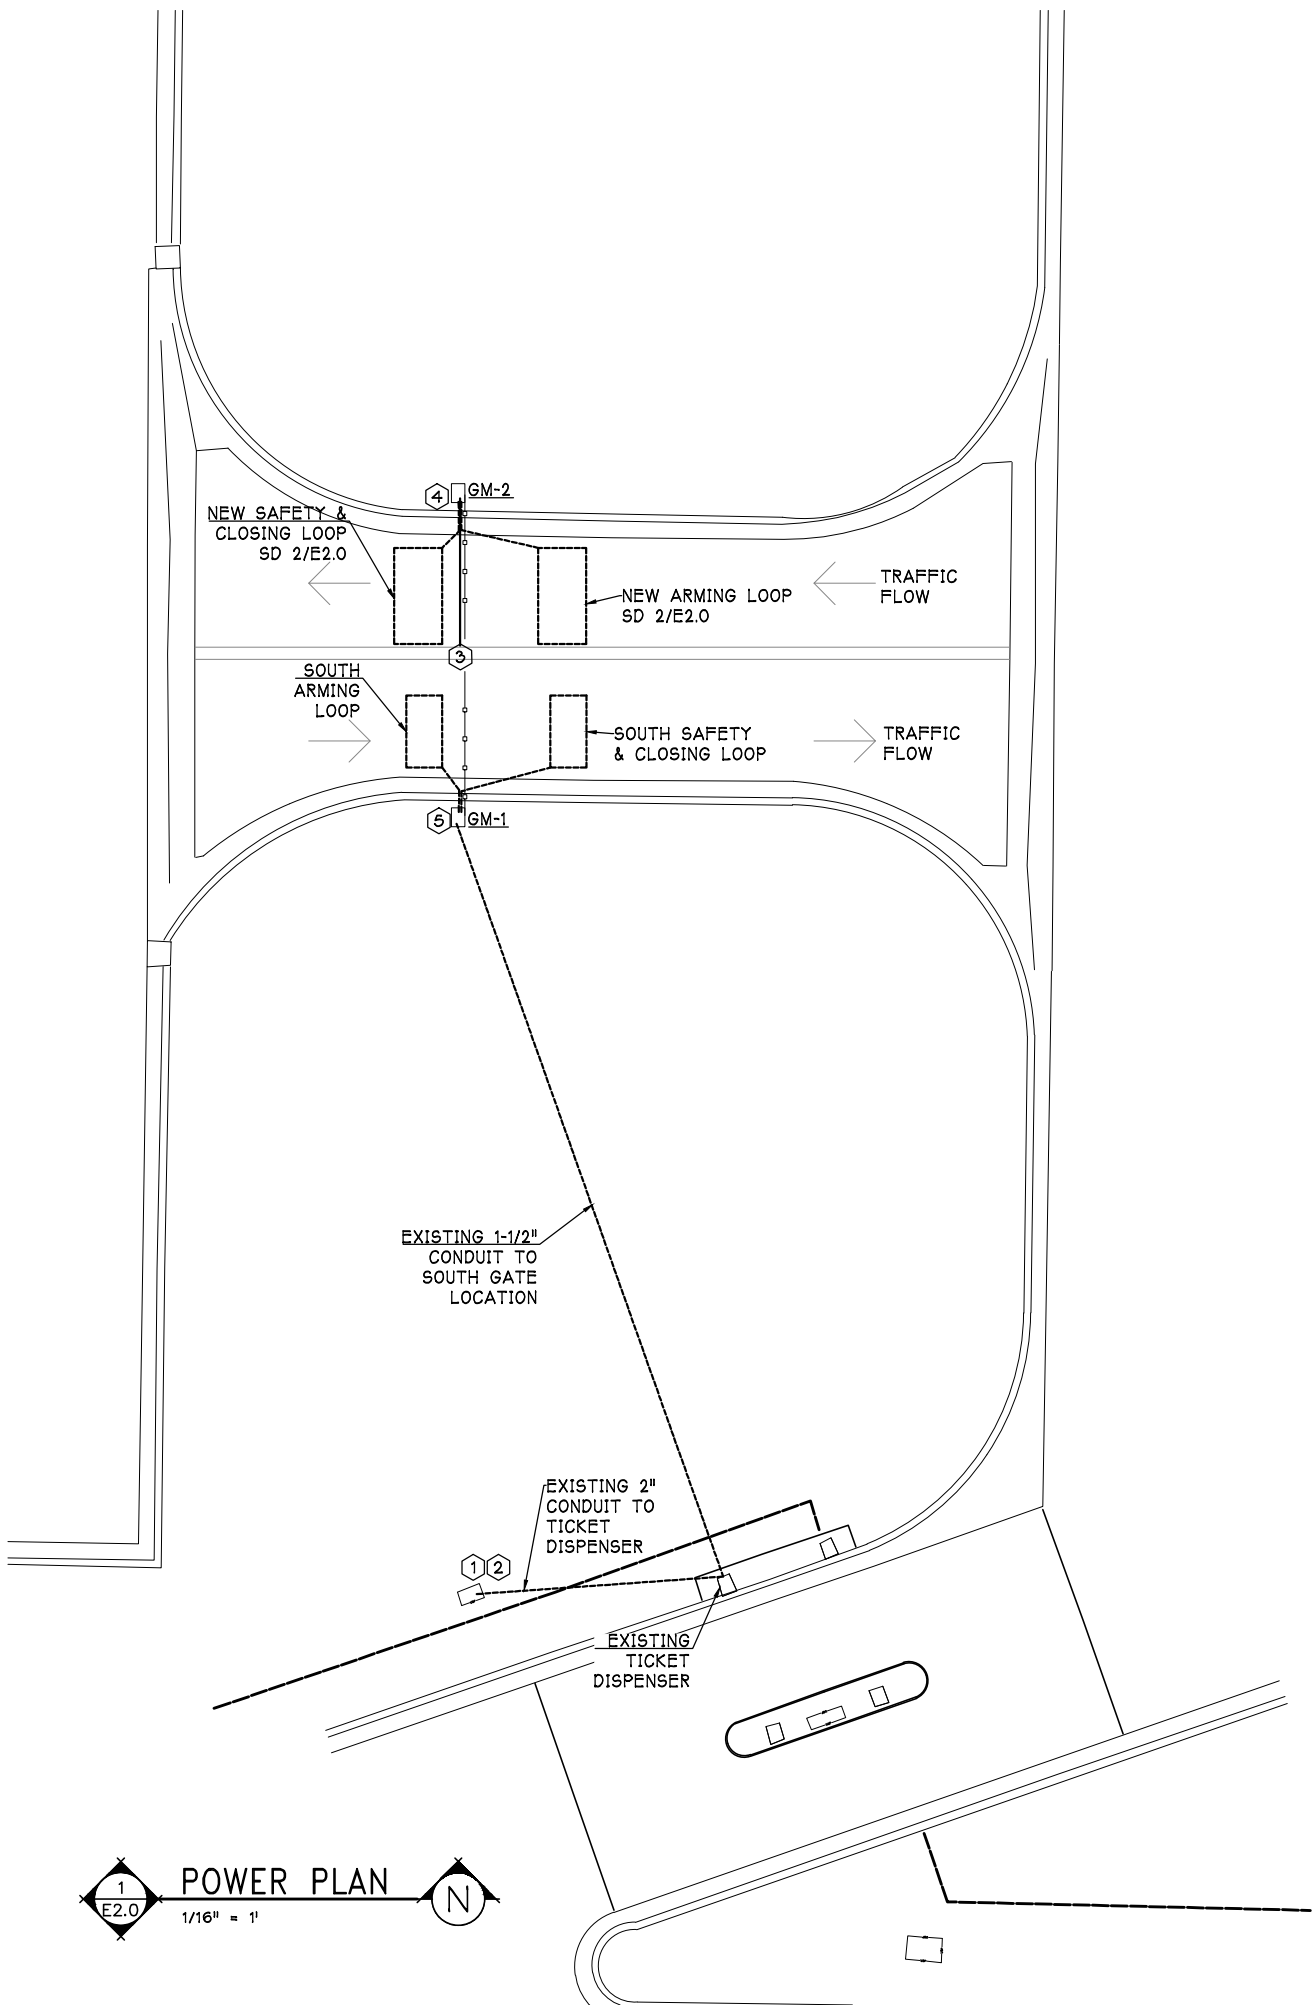 4
GM-2
NEW SAFETY &
CLOSING LOOP
SD 2/E2.0
TRAFFIC
FLOW
NEW ARMING LOOP
SD 2/E2.0
3
SOUTH
ARMING
LOOP
SOUTH SAFETY
& CLOSING LOOP
TRAFFIC
FLOW
5
GM-1
EXISTING 1-1/2"
CONDUIT TO
SOUTH GATE
LOCATION
EXISTING 2"
CONDUIT TO
TICKET
DISPENSER
1 2
EXISTING
TICKET
DISPENSER
1
E2.0
POWER PLAN
1/16" = 1'
N